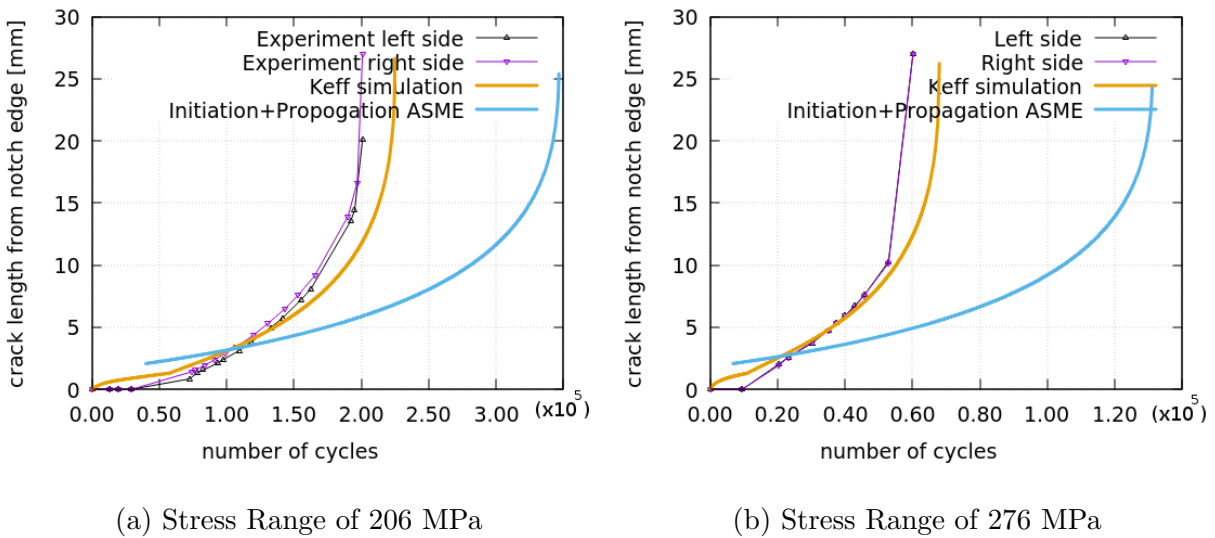 crack length from notch edge [mm]
30
25
20
15
10
5
0
Experiment left side
Experiment right side
Keff simulation
Initiation+Propogation ASME
0.00 0.50 1.00 1.50 2.00 2.50 3.00 (x10^5)
number of cycles
(a) Stress Range of 206 MPa
crack length from notch edge [mm]
30
25
20
15
10
5
0
Left side
Right side
Keff simulation
Initiation+Propagation ASME
0.00 0.20 0.40 0.60 0.80 1.00 1.20 (x10^5)
number of cycles
(b) Stress Range of 276 MPa